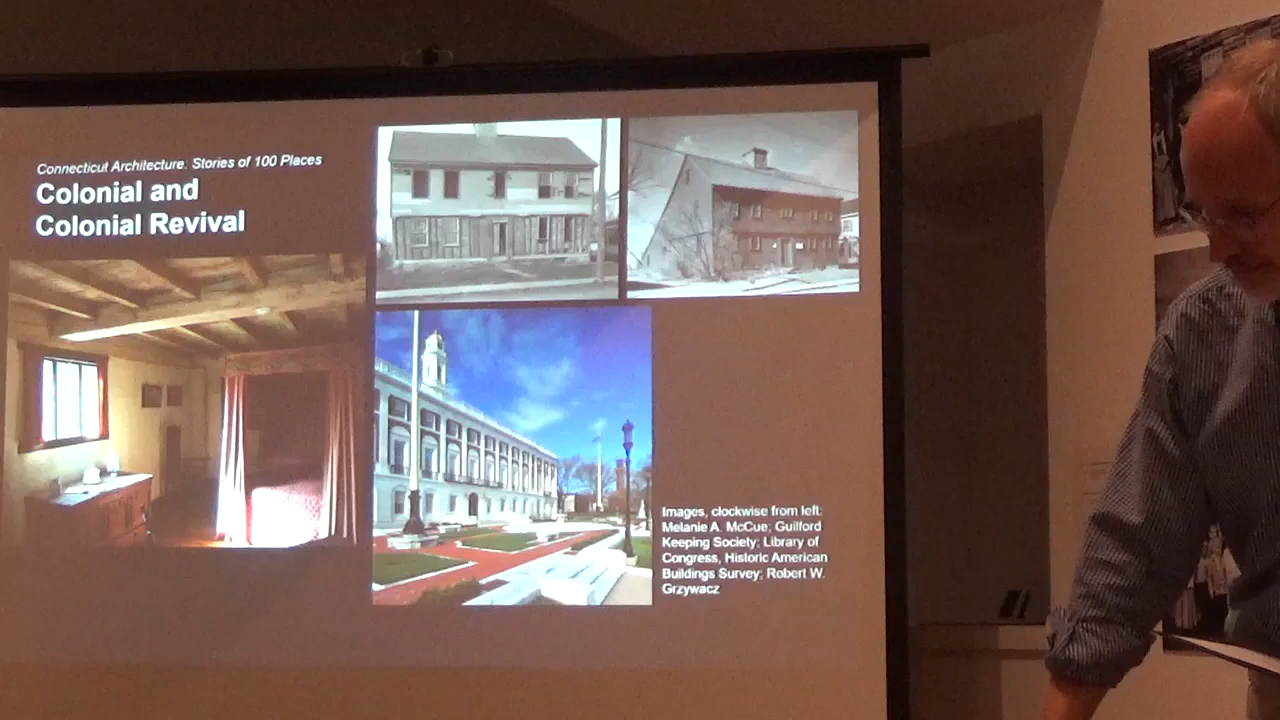 Connecticut Architecture: Stories of 100 Places
Colonial and
Colonial Revival
Images, clockwise from left:
Melanie A. McCue; Guilford
Keeping Society; Library of
Congress, Historic American
Buildings Survey; Robert W.
Grzywacz